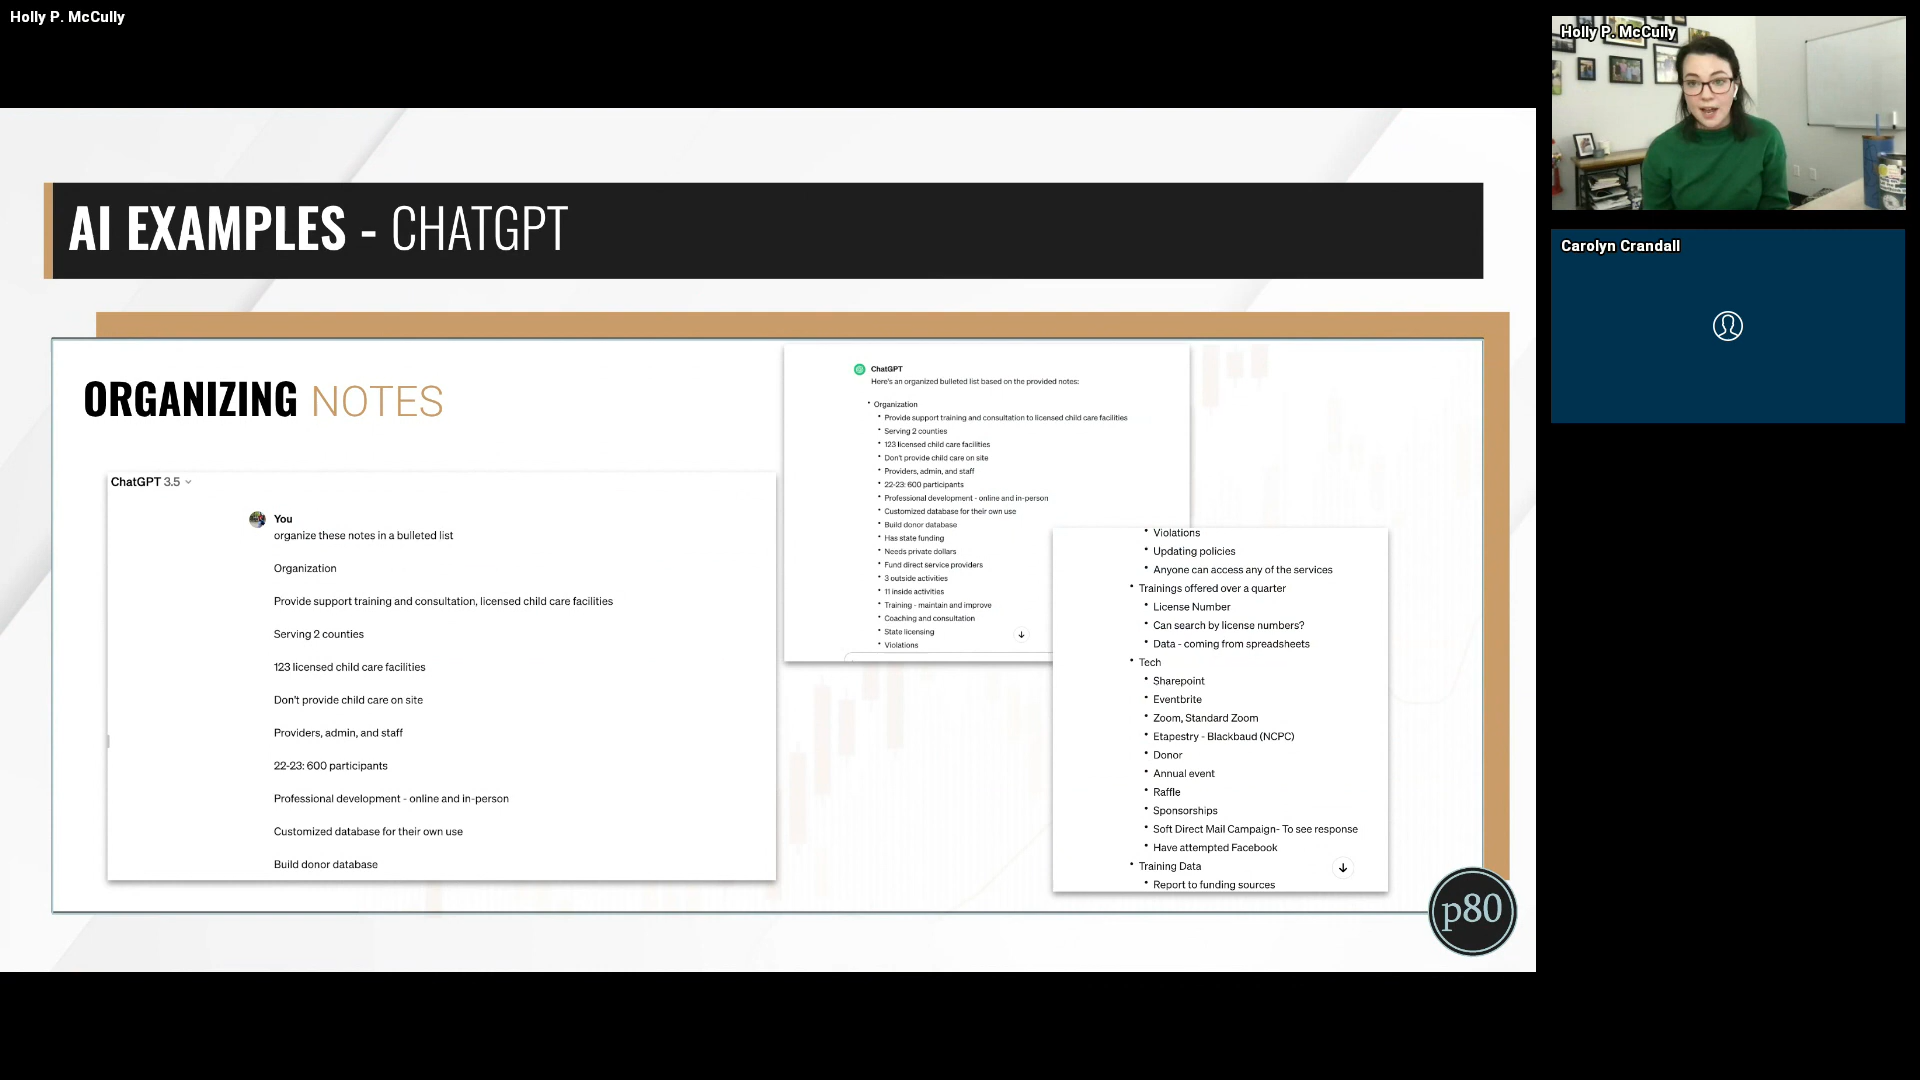 Holly P. McCully
Holly P. McCully
Carolyn Crandall
AI EXAMPLES - CHATGPT
ORGANIZING NOTES
ChatGPT 3.5
You
organize these notes in a bulleted list
Organization
Provide support training and consultation, licensed child care facilities
Serving 2 counties
123 licensed child care facilities
Don't provide child care on site
Providers, admin, and staff
22-23: 600 participants
Professional development - online and in-person
Customized database for their own use
Build donor database
ChatGPT
Here's an organized bulleted list based on the provided notes:
• Organization
• Provide support training and consultation to licensed child care facilities
• Serving 2 counties
• 123 licensed child care facilities
• Don't provide child care on site
• Providers, admin, and staff
• 22-23: 600 participants
• Professional development - online and in-person
• Customized database for their own use
• Build donor database
• Has state funding
• Needs private dollars
• Fund direct service providers
• 3 outside activities
• 11 inside activities
• Training - maintain and improve
• Coaching and consultation
• State licensing
• Violations
• Violations
• Updating policies
• Anyone can access any of the services
• Trainings offered over a quarter
• License Number
• Can search by license numbers?
• Data - coming from spreadsheets
• Tech
• Sharepoint
• Eventbrite
• Zoom, Standard Zoom
• Etapestry - Blackbaud (NCPC)
• Donor
• Annual event
• Raffle
• Sponsorships
• Soft Direct Mail Campaign- To see response
• Have attempted Facebook
• Training Data
• Report to funding sources
p80